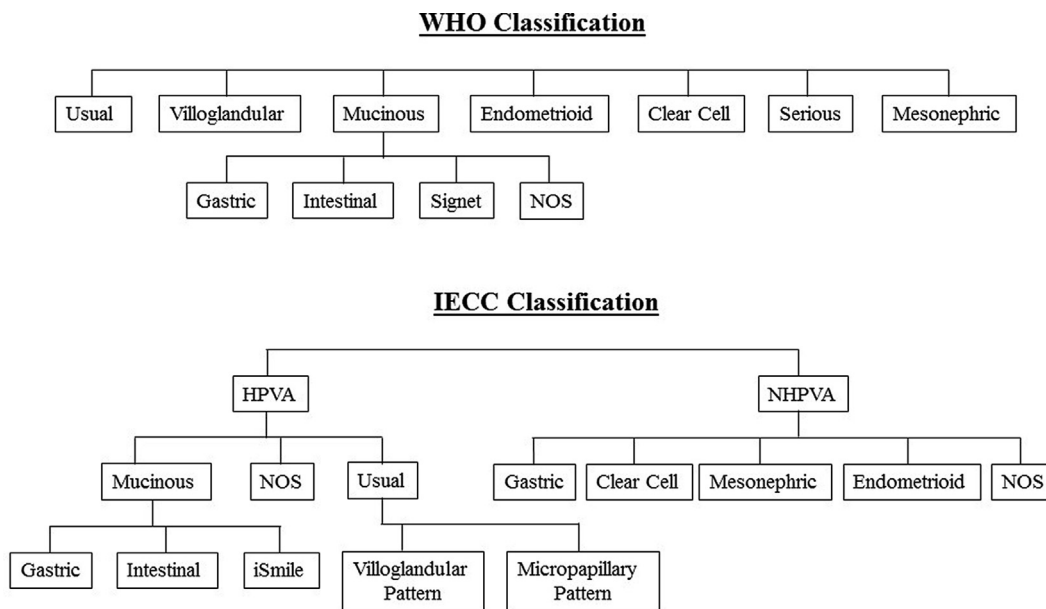 WHO Classification
Usual
Villoglandular
Mucinous
Endometrioid
Clear Cell
Serious
Mesonephric
Gastric
Intestinal
Signet
NOS
IECC Classification
HPVA
NHPVA
Mucinous
NOS
Usual
Gastric
Clear Cell
Mesonephric
Endometrioid
NOS
Gastric
Intestinal
iSmile
Villoglandular
Pattern
Micropapillary
Pattern